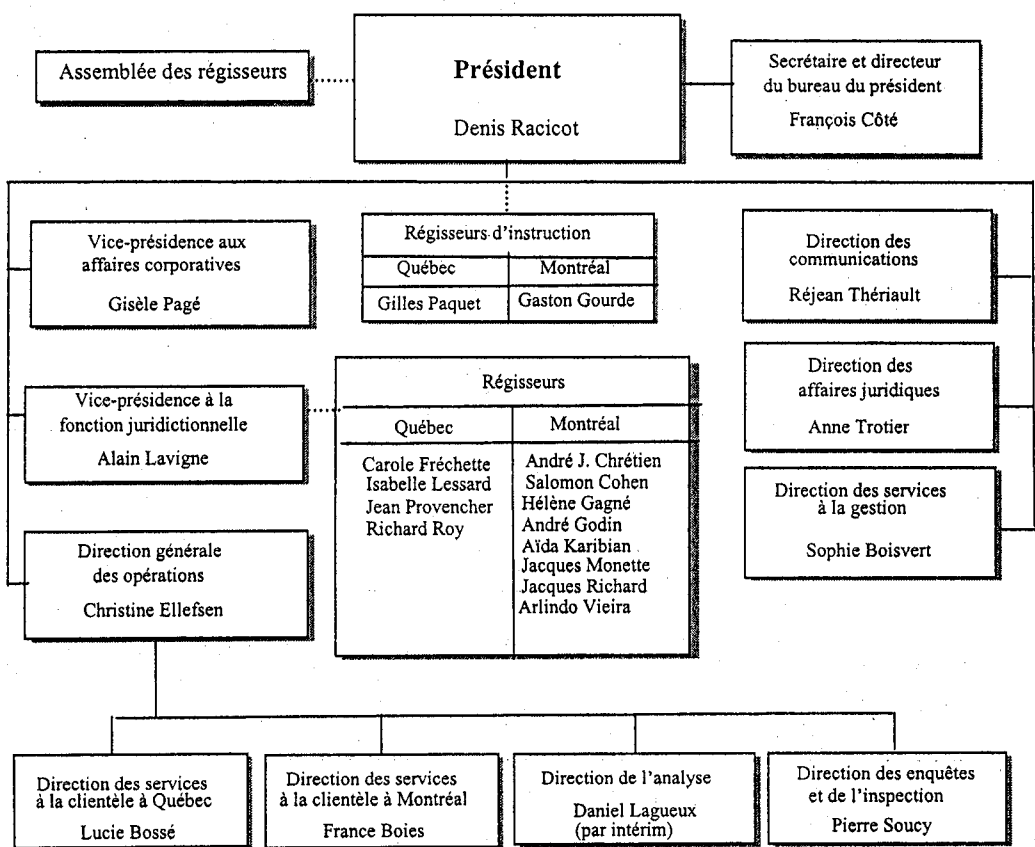 Assemblée des régisseurs
Président
Denis Racicot
Secrétaire et directeur
du bureau du président
François Côté
Vice-présidence aux
affaires corporatives
Gisèle Pagé
Régisseurs d'instruction
Québec
Montréal
Gilles Paquet
Gaston Gourde
Direction des
communications
Réjean Thériault
Vice-présidence à la
fonction juridictionnelle
Alain Lavigne
Régisseurs
Québec
Montréal
Carole Fréchette
Isabelle Lessard
Jean Provencher
Richard Roy
André J. Chrétien
Salomon Cohen
Hélène Gagné
André Godin
Aïda Karibian
Jacques Monette
Jacques Richard
Arlindo Vieira
Direction des
affaires juridiques
Anne Trotier
Direction des services
à la gestion
Sophie Boisvert
Direction générale
des opérations
Christine Ellefsen
Direction des services
à la clientèle à Québec
Lucie Bossé
Direction des services
à la clientèle à Montréal
France Boies
Direction de l'analyse
Daniel Lagueux
(par intérim)
Direction des enquêtes
et de l'inspection
Pierre Soucy